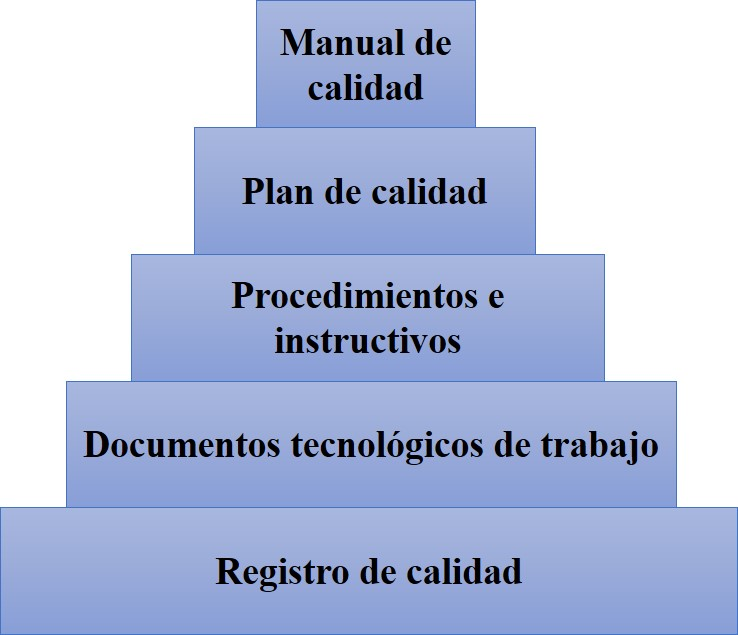 Manual de
calidad
Plan de calidad
Procedimientos e
instructivos
Documentos tecnológicos de trabajo
Registro de calidad